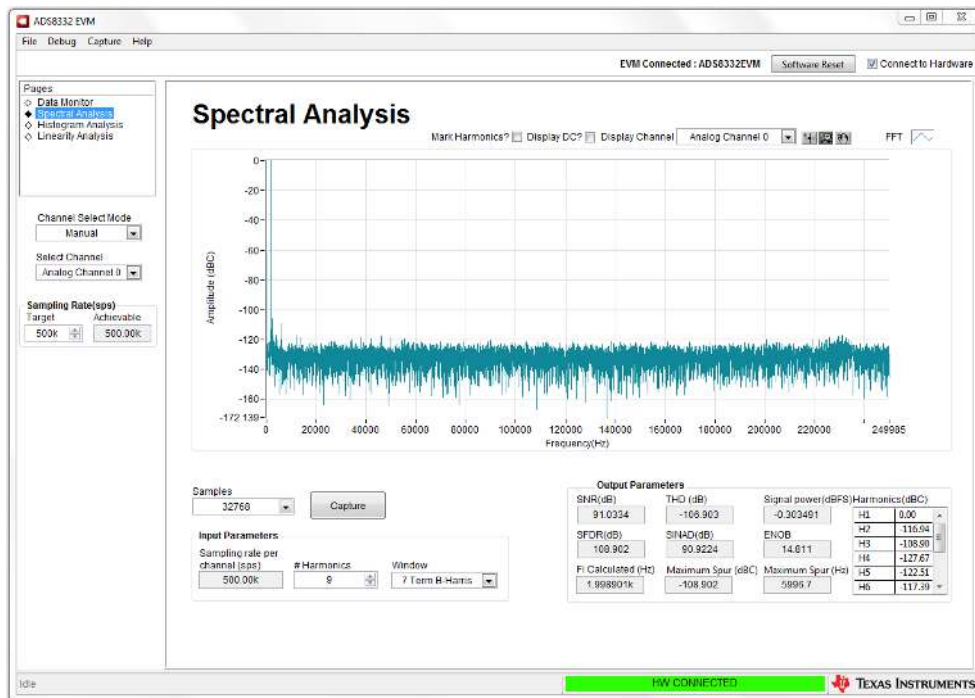 ADS8332 EVM
File Debug Capture Help
EVM Connected : ADS8332EVM Software Reset Connect to Hardware
Pages
Data Monitor
Spectral Analysis
Histogram Analysis
Linearity Analysis
Channel Select Mode
Manual
Select Channel
Analog Channel 0
Sampling Rate(sps)
Target Achievable
500k 500.00k
Spectral Analysis
Mark Harmonics? Display DC? Display Channel Analog Channel 0 FFT
Amplitude (dBC)
0
-20
-40
-60
-80
-100
-120
-140
-160
-172.139
0 20000 40000 60000 80000 100000 120000 140000 160000 180000 200000 220000 249985
Frequency(Hz)
Samples
32768 Capture
Input Parameters
Sampling rate per channel (sps) # Harmonics Window
500.00k 9 7 Term B-Harris
Output Parameters
SNR(dB) THD (dB) Signal power(dBFS) Harmonics(dBC)
91.0334 -106.903 -0.303491 H1 0.00
H2 -116.94
SFDR(dB) SINAD(dB) ENOB H3 -108.90
108.902 90.9224 14.811 H4 -127.67
H5 -122.51
Fi Calculated (Hz) Maximum Spur (dBC) Maximum Spur (Hz) H6 -117.39
1.998901k -108.902 5996.7
Idle HW CONNECTED TEXAS INSTRUMENTS